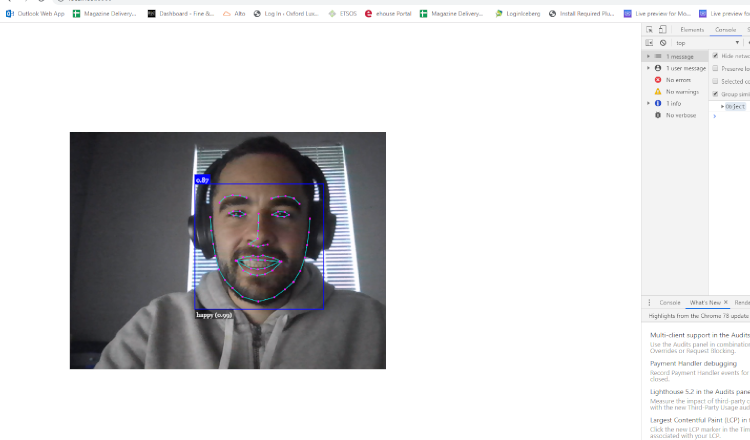 Outlook Web App
Magazine Delivery...
Dashboard - Fine &...
Alto
Log in ‹ Oxford Lux...
ETSOS
ehouse Portal
Magazine Delivery...
LoginIceberg
Install Required Plu...
Live preview for Mo...
Live preview for
Elements
Console
top
1 message
1 user message
No errors
No warnings
1 info
No verbose
Hide netw
Preserve lo
Selected co
Group simi
Object
0.87
happy (0.99)
Console
What's New
Rende
Highlights from the Chrome 78 update
Multi-client support in the Audits
Use the Audits panel in combination
Overrides or Request Blocking.
Payment Handler debugging
Record Payment Handler events for
closed.
Lighthouse 5.2 in the Audits pane
Measure the impact of third-party c
with the new Third-Party Usage aud
Largest Contentful Paint (LCP) in t
Click the new LCP marker in the Tim
associated with your LCP.